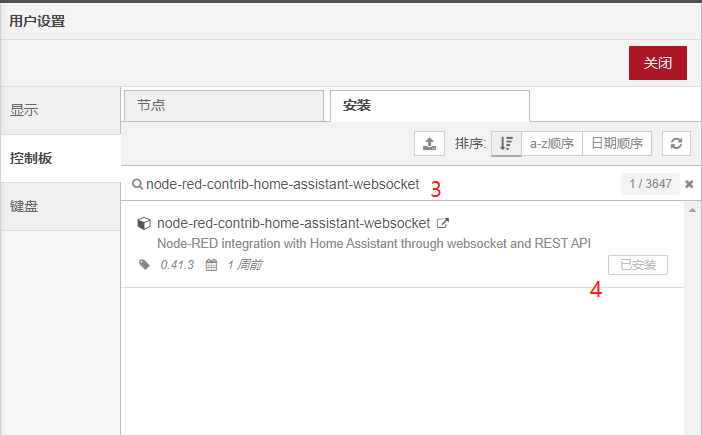 用户设置
关闭
显示
控制板
键盘
节点
安装
排序: a-z顺序 日期顺序
node-red-contrib-home-assistant-websocket 3 1 / 3647
node-red-contrib-home-assistant-websocket
Node-RED integration with Home Assistant through websocket and REST API
0.41.3 1 周前 已安装
4